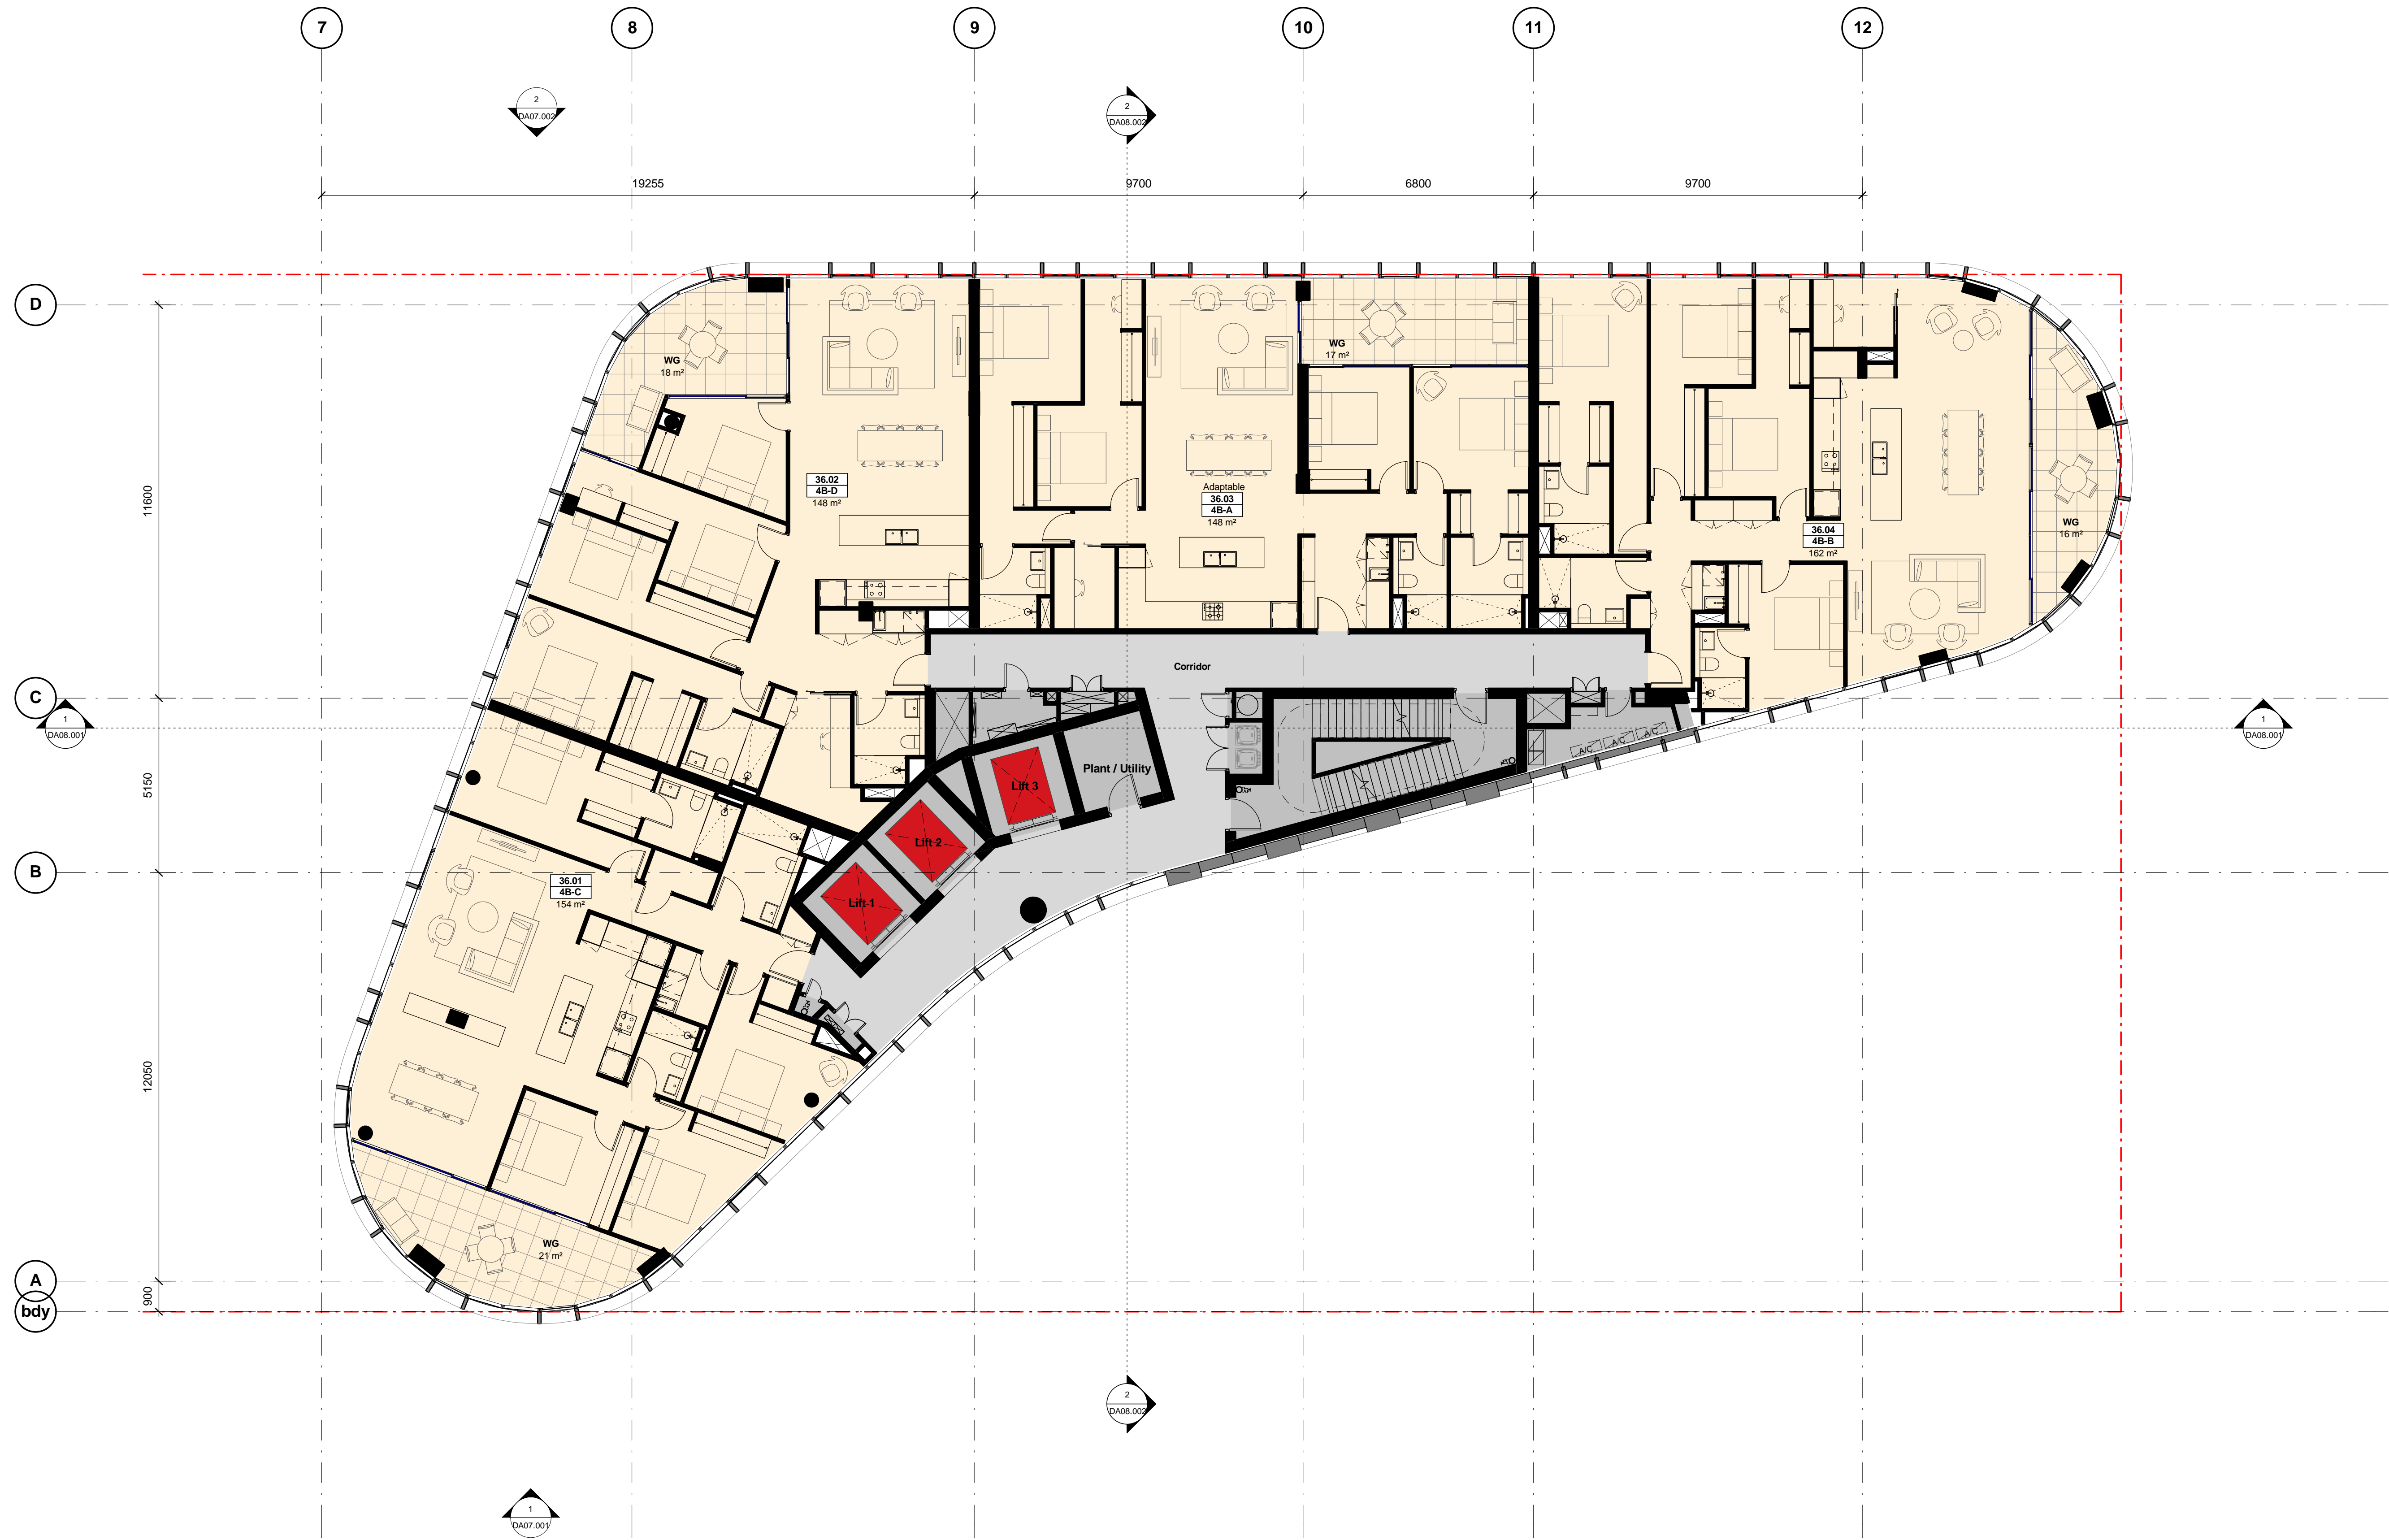 7
8
9
10
11
12
2
DA07.002
2
DA08.002
19255
9700
6800
9700
D
WG
18 m²
WG
17 m²
36.02
4B-D
148 m²
Adaptable
36.03
4B-A
148 m²
36.04
4B-B
162 m²
WG
16 m²
11600
Corridor
C
1
DA08.001
1
DA08.001
A/C
A/C
A/C
Plant / Utility
Lift 3
5150
Lift 2
B
36.01
4B-C
154 m²
Lift 1
12050
WG
21 m²
A
900
bdy
2
DA08.002
1
DA07.001